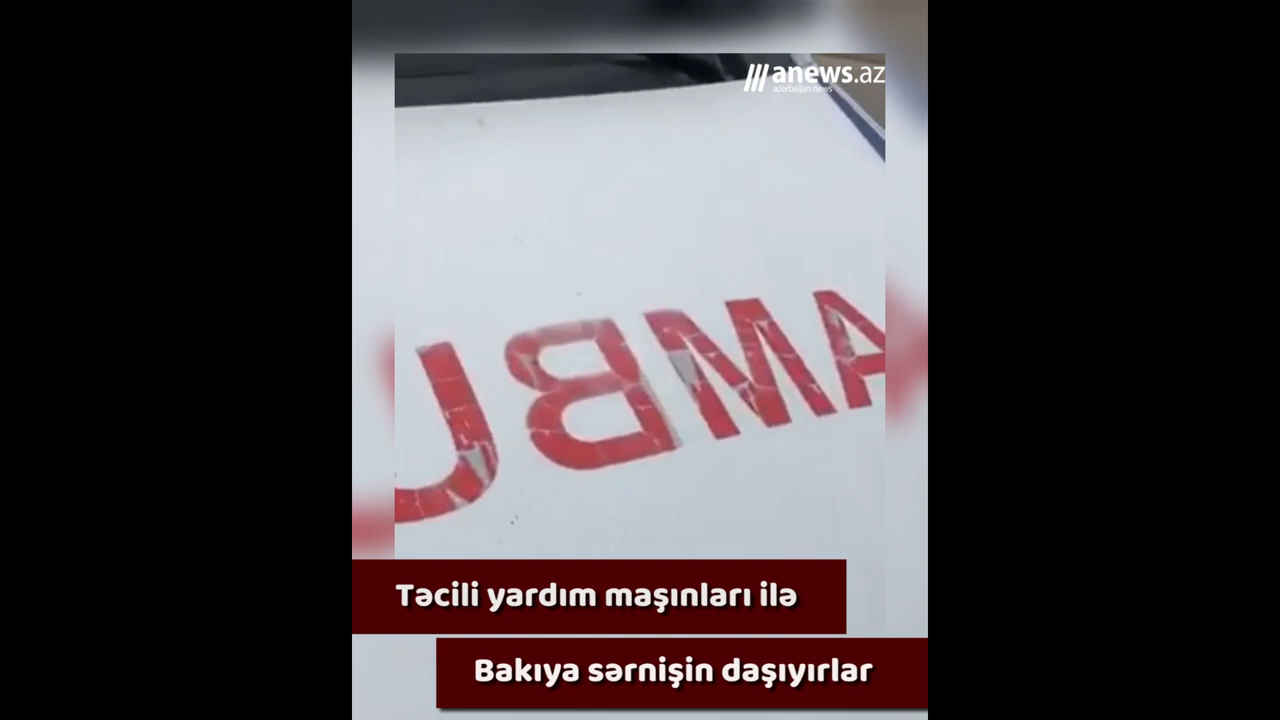 anews.az
azerbaijan news
UBMA
Təcili yardım maşınları ilə
Bakıya sərnişin daşıyırlar